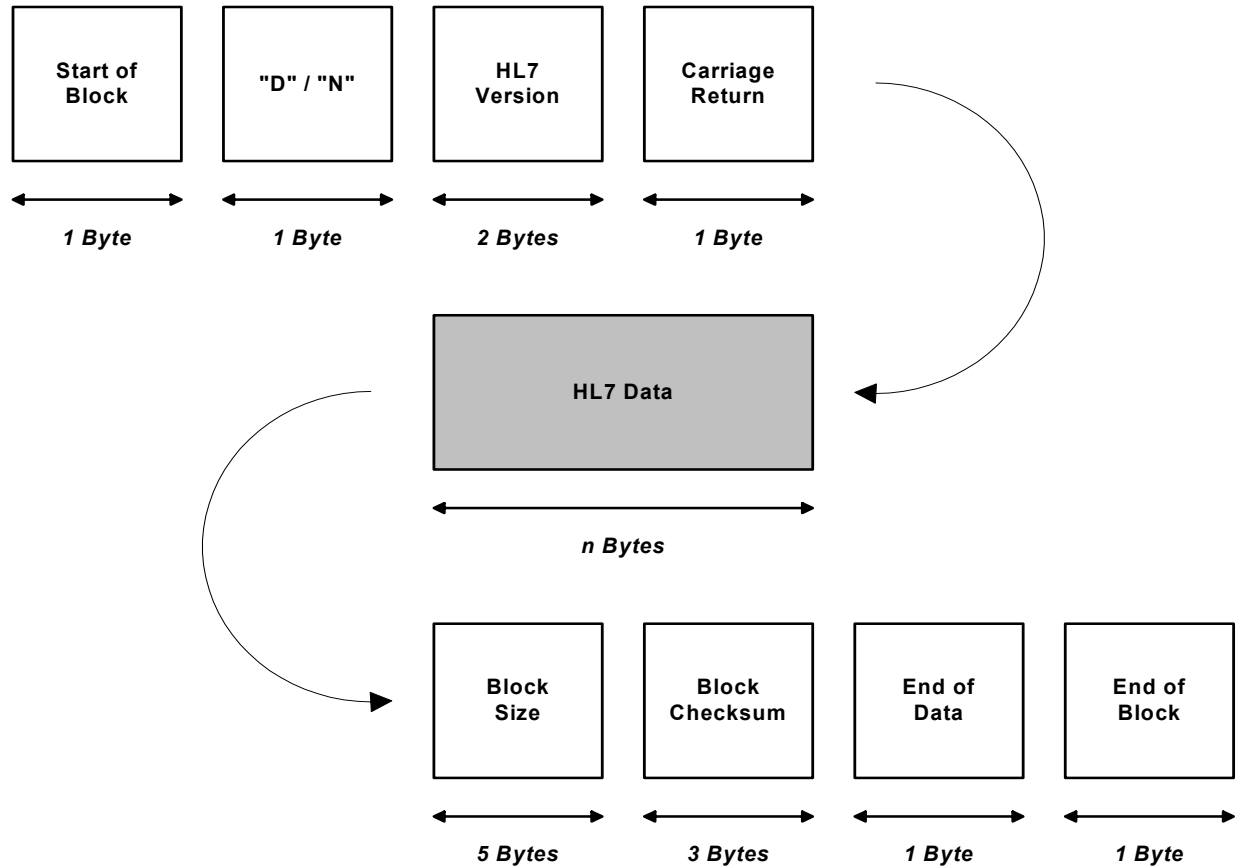 Start of
Block
"D" / "N"
HL7
Version
Carriage
Return
1 Byte
1 Byte
2 Bytes
1 Byte
HL7 Data
n Bytes
Block
Size
Block
Checksum
End of
Data
End of
Block
5 Bytes
3 Bytes
1 Byte
1 Byte